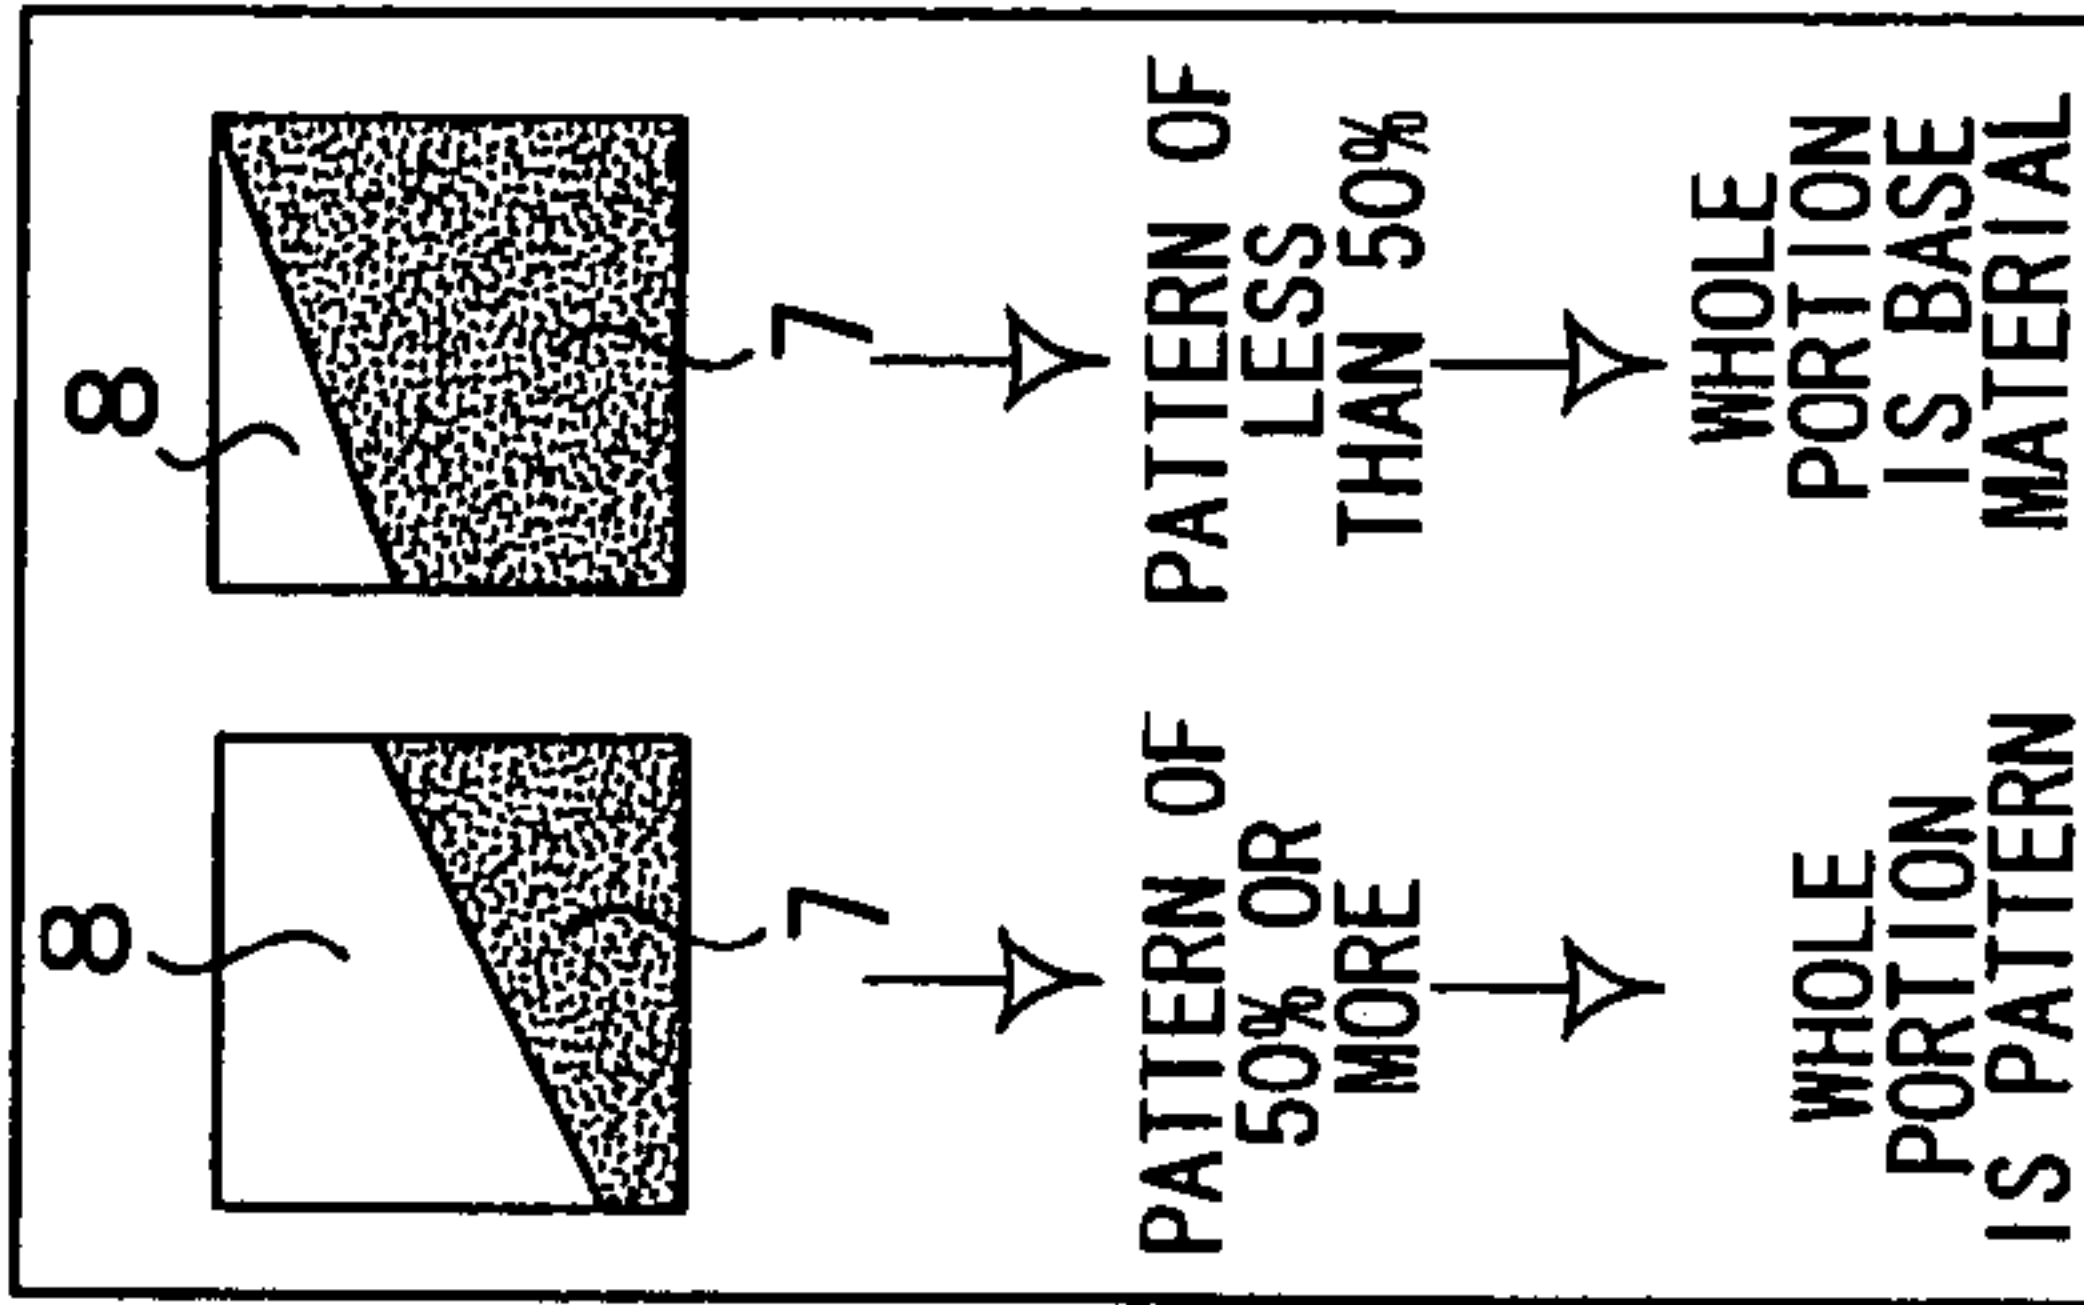 8
7
PATTERN OF
50% OR
MORE
WHOLE
PORTION
IS PATTERN
8
7
PATTERN OF
LESS
THAN 50%
WHOLE
PORTION
IS BASE
MATERIAL